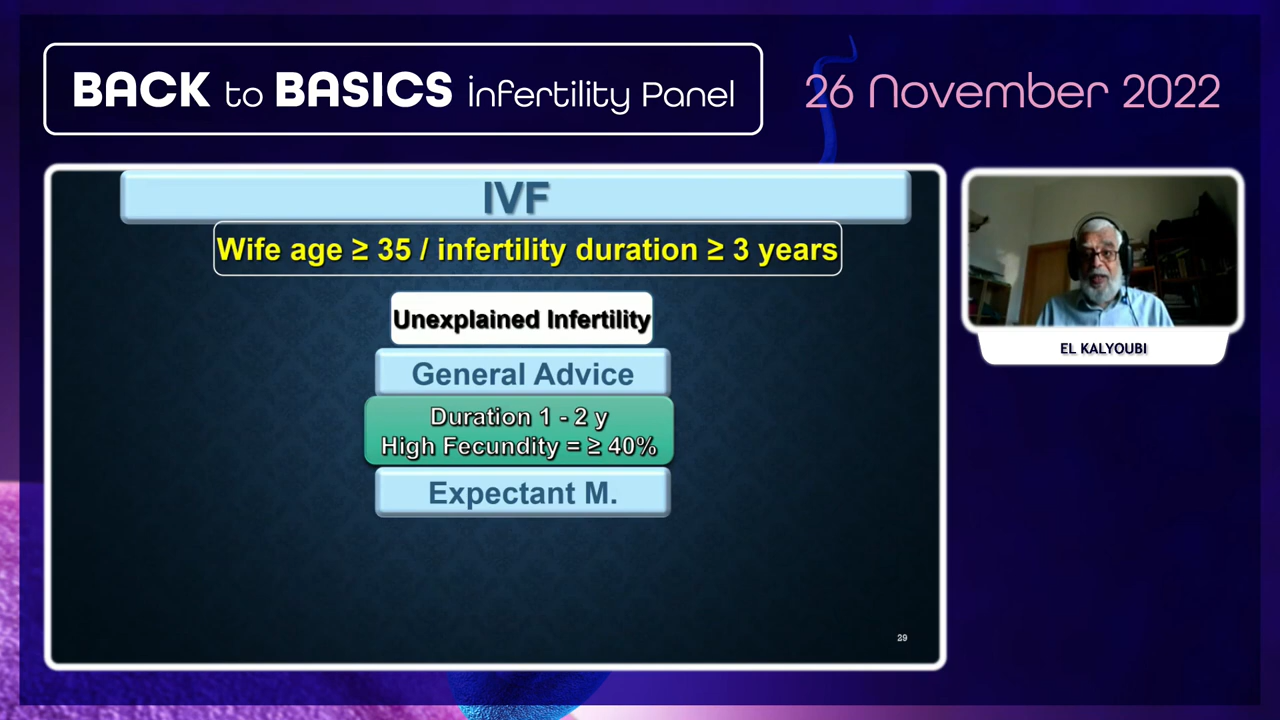 BACK to BASICS infertility Panel
26 November 2022
IVF
Wife age ≥ 35 / infertility duration ≥ 3 years
Unexplained Infertility
General Advice
Duration 1 - 2 y
High Fecundity = ≥ 40%
Expectant M.
29
EL KALYOUBI